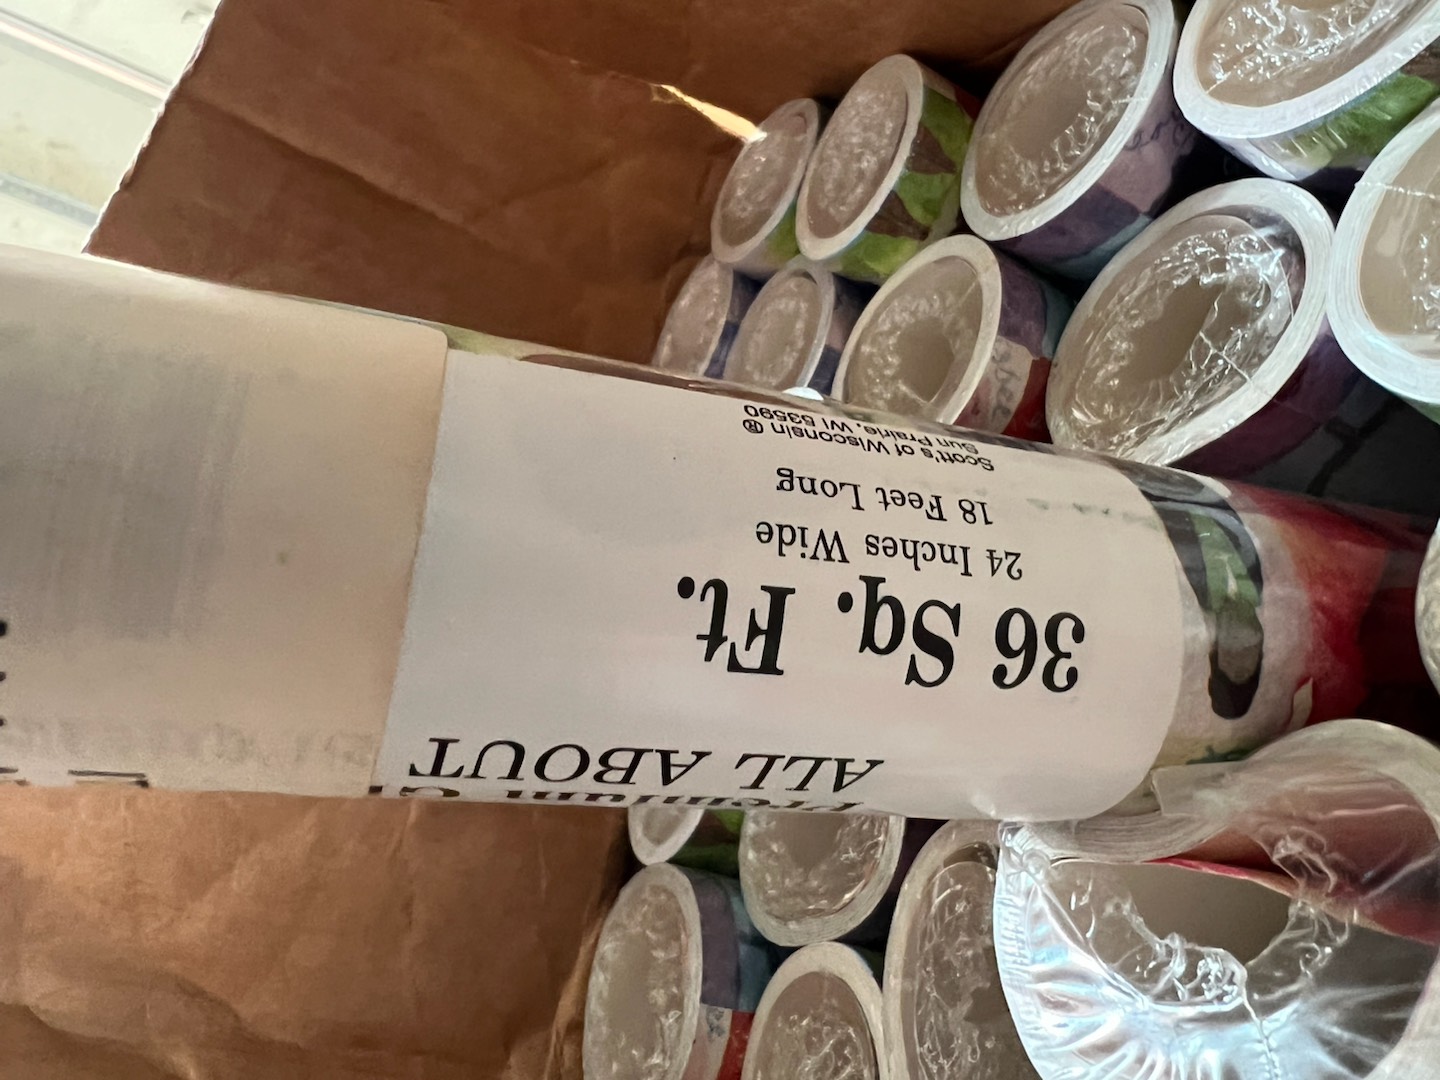 ALL ABOUT
36 Sq. Ft.
24 Inches Wide
18 Feet Long
Scott's of Wisconsin ®
Sun Prairie, WI 53590